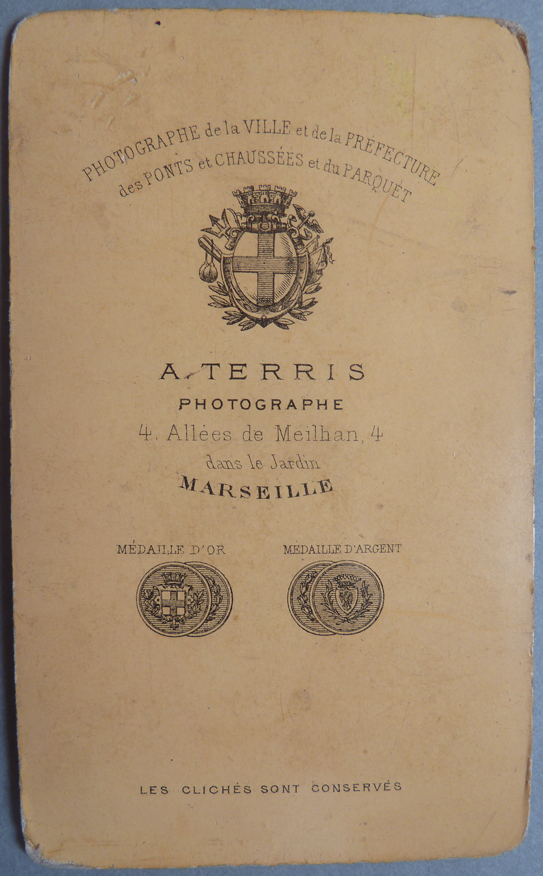 PHOTOGRAPHE de la VILLE et de la PRÉFECTURE
des PONTS et CHAUSSÉES et du PARQUET
A. TERRIS
PHOTOGRAPHE
4. Allées de Meilhan, 4
dans le Jardin
MARSEILLE
MÉDAILLE D'OR
MÉDAILLE D'ARGENT
LES CLICHÉS SONT CONSERVÉS